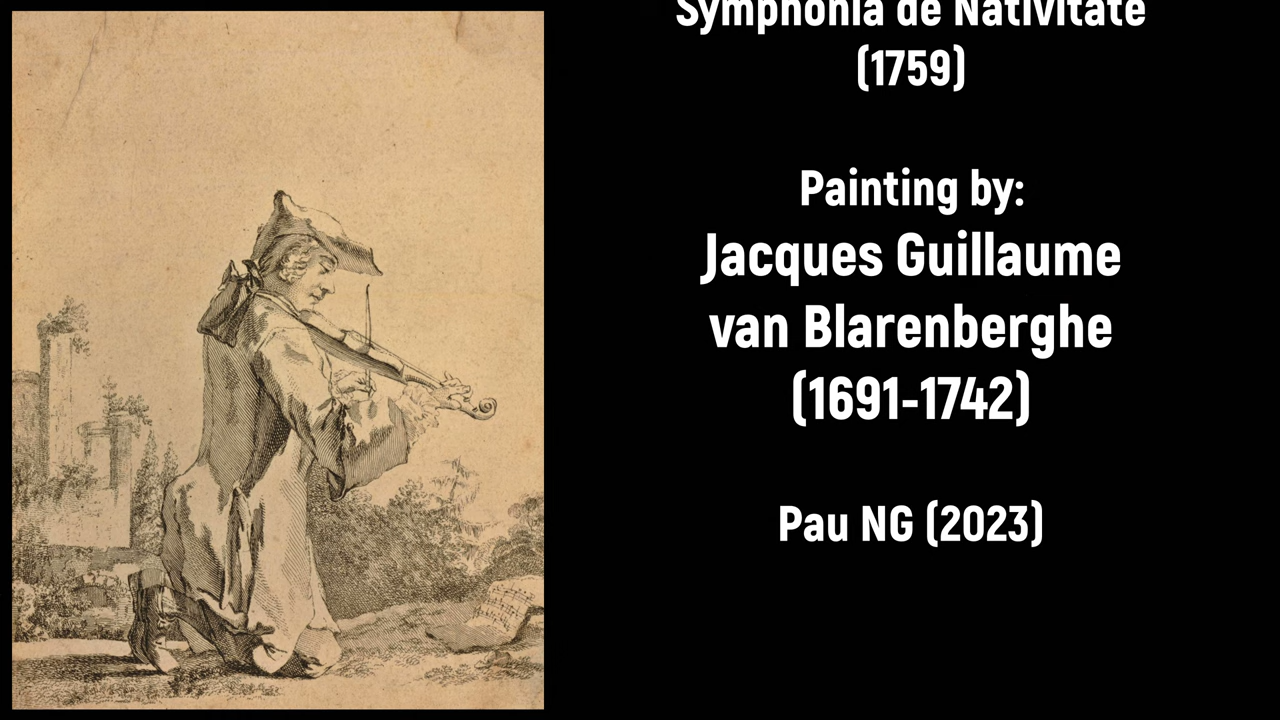 Symphonia de Nativitate
(1759)
Painting by:
Jacques Guillaume
van Blarenberghe
(1691-1742)
Pau NG (2023)